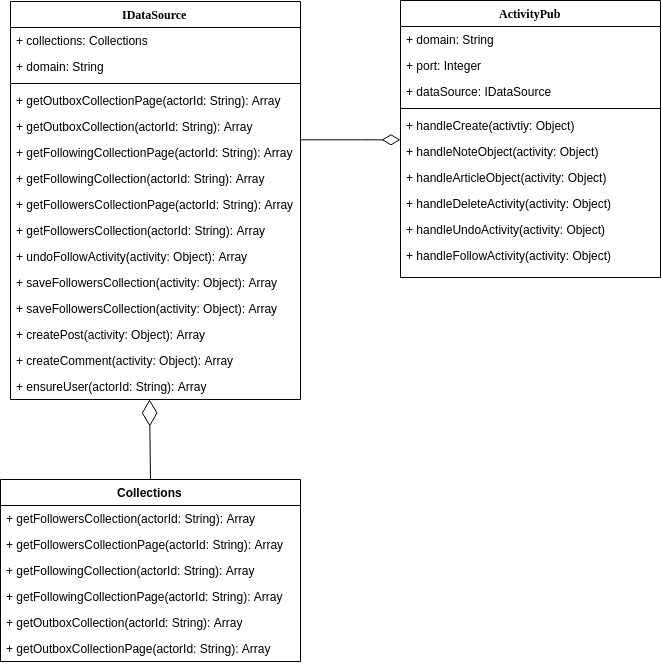 IDataSource
+ collections: Collections
+ domain: String
+ getOutboxCollectionPage(actorId: String): Array
+ getOutboxCollection(actorId: String): Array
+ getFollowingCollectionPage(actorId: String): Array
+ getFollowingCollection(actorId: String): Array
+ getFollowersCollectionPage(actorId: String): Array
+ getFollowersCollection(actorId: String): Array
+ undoFollowActivity(activity: Object): Array
+ saveFollowersCollection(activity: Object): Array
+ saveFollowersCollection(activity: Object): Array
+ createPost(activity: Object): Array
+ createComment(activity: Object): Array
+ ensureUser(actorId: String): Array
ActivityPub
+ domain: String
+ port: Integer
+ dataSource: IDataSource
+ handleCreate(activtiy: Object)
+ handleNoteObject(activity: Object)
+ handleArticleObject(activity: Object)
+ handleDeleteActivity(activity: Object)
+ handleUndoActivity(activity: Object)
+ handleFollowActivity(activity: Object)
Collections
+ getFollowersCollection(actorId: String): Array
+ getFollowersCollectionPage(actorId: String): Array
+ getFollowingCollection(actorId: String): Array
+ getFollowingCollectionPage(actorId: String): Array
+ getOutboxCollection(actorId: String): Array
+ getOutboxCollectionPage(actorId: String): Array